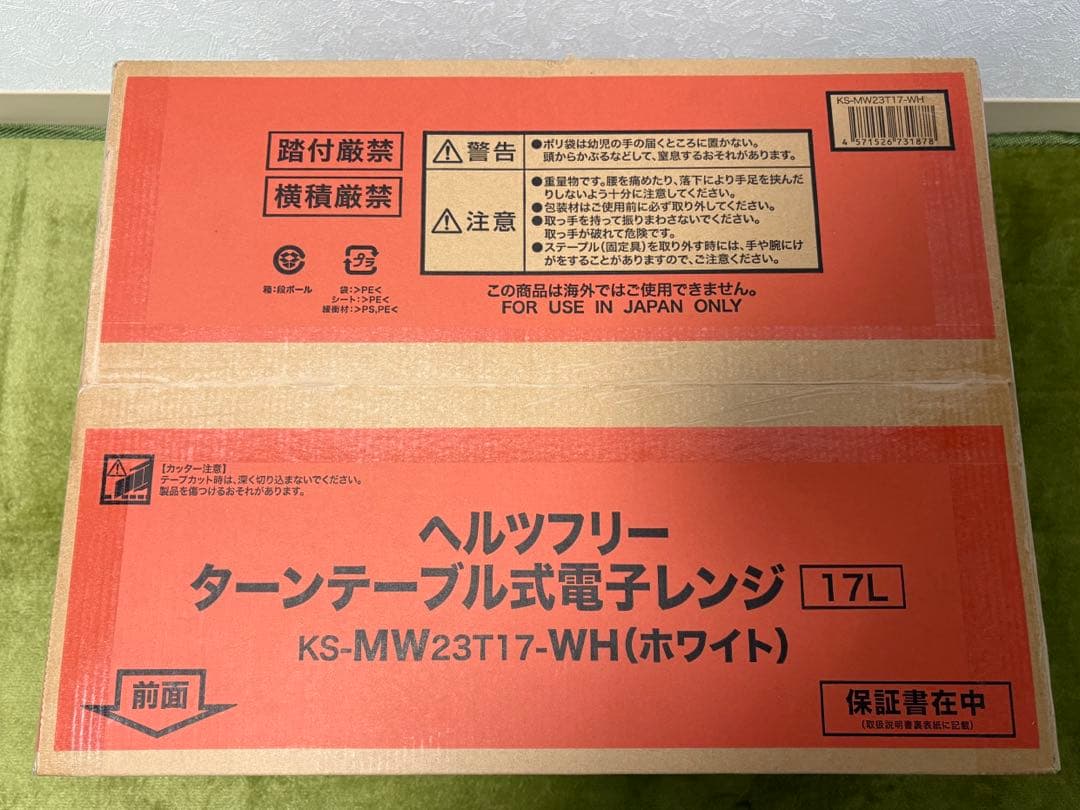 KS-MW23T17-WH
4 571526 731878
踏付厳禁
横積厳禁
警告
●ポリ袋は幼児の手の届くところに置かない。
頭からかぶるなどして、窒息するおそれがあります。
注意
●重量物です。腰を痛めたり、落下により手足を挟んだ
りしないよう十分に注意してください。
●包装材はご使用前に必ず取り外してください。
●取っ手を持って振りまわさないでください。
取っ手が破れて危険です。
●ステープル(固定具)を取り外す時には、手や腕にけ
がをすることがありますので、ご注意ください。
箱:段ボール
プラ
袋:>PE<
シート:>PE<
緩衝材:>PS,PE<
この商品は海外ではご使用できません。
FOR USE IN JAPAN ONLY
【カッター注意】
テープカット時は、深く切り込まないでください。
製品を傷つけるおそれがあります。
ヘルツフリー
ターンテーブル式電子レンジ 17L
KS-MW23T17-WH(ホワイト)
前面
保証書在中
(取扱説明書裏表紙に記載)